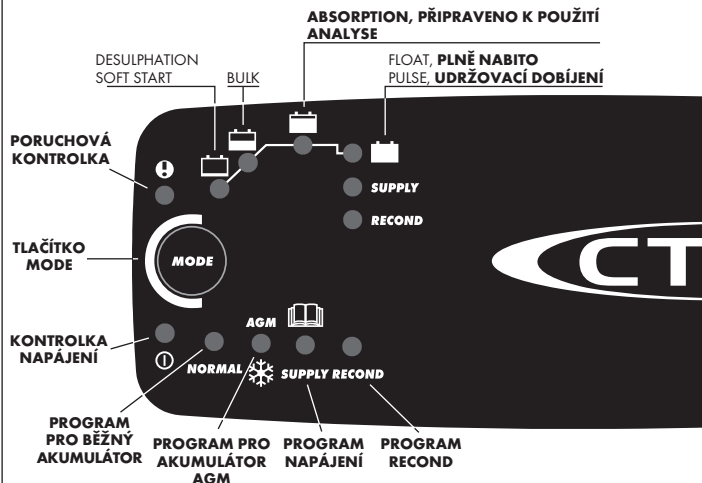 ABSORPTION, PŘIPRAVENO K POUŽITÍ
ANALYSE
DESULPHATION
SOFT START
BULK
FLOAT, PLNĚ NABITO
PULSE, UDRŽOVACÍ DOBÍJENÍ
PORUCHOVÁ
KONTROLKA
SUPPLY
RECOND
TLAČÍTKO
MODE
MODE
CT
KONTROLKA
NAPÁJENÍ
AGM
NORMAL
SUPPLY RECOND
PROGRAM
PRO BĚŽNÝ
AKUMULÁTOR
PROGRAM PRO
AKUMULÁTOR
AGM
PROGRAM
NAPÁJENÍ
PROGRAM
RECOND